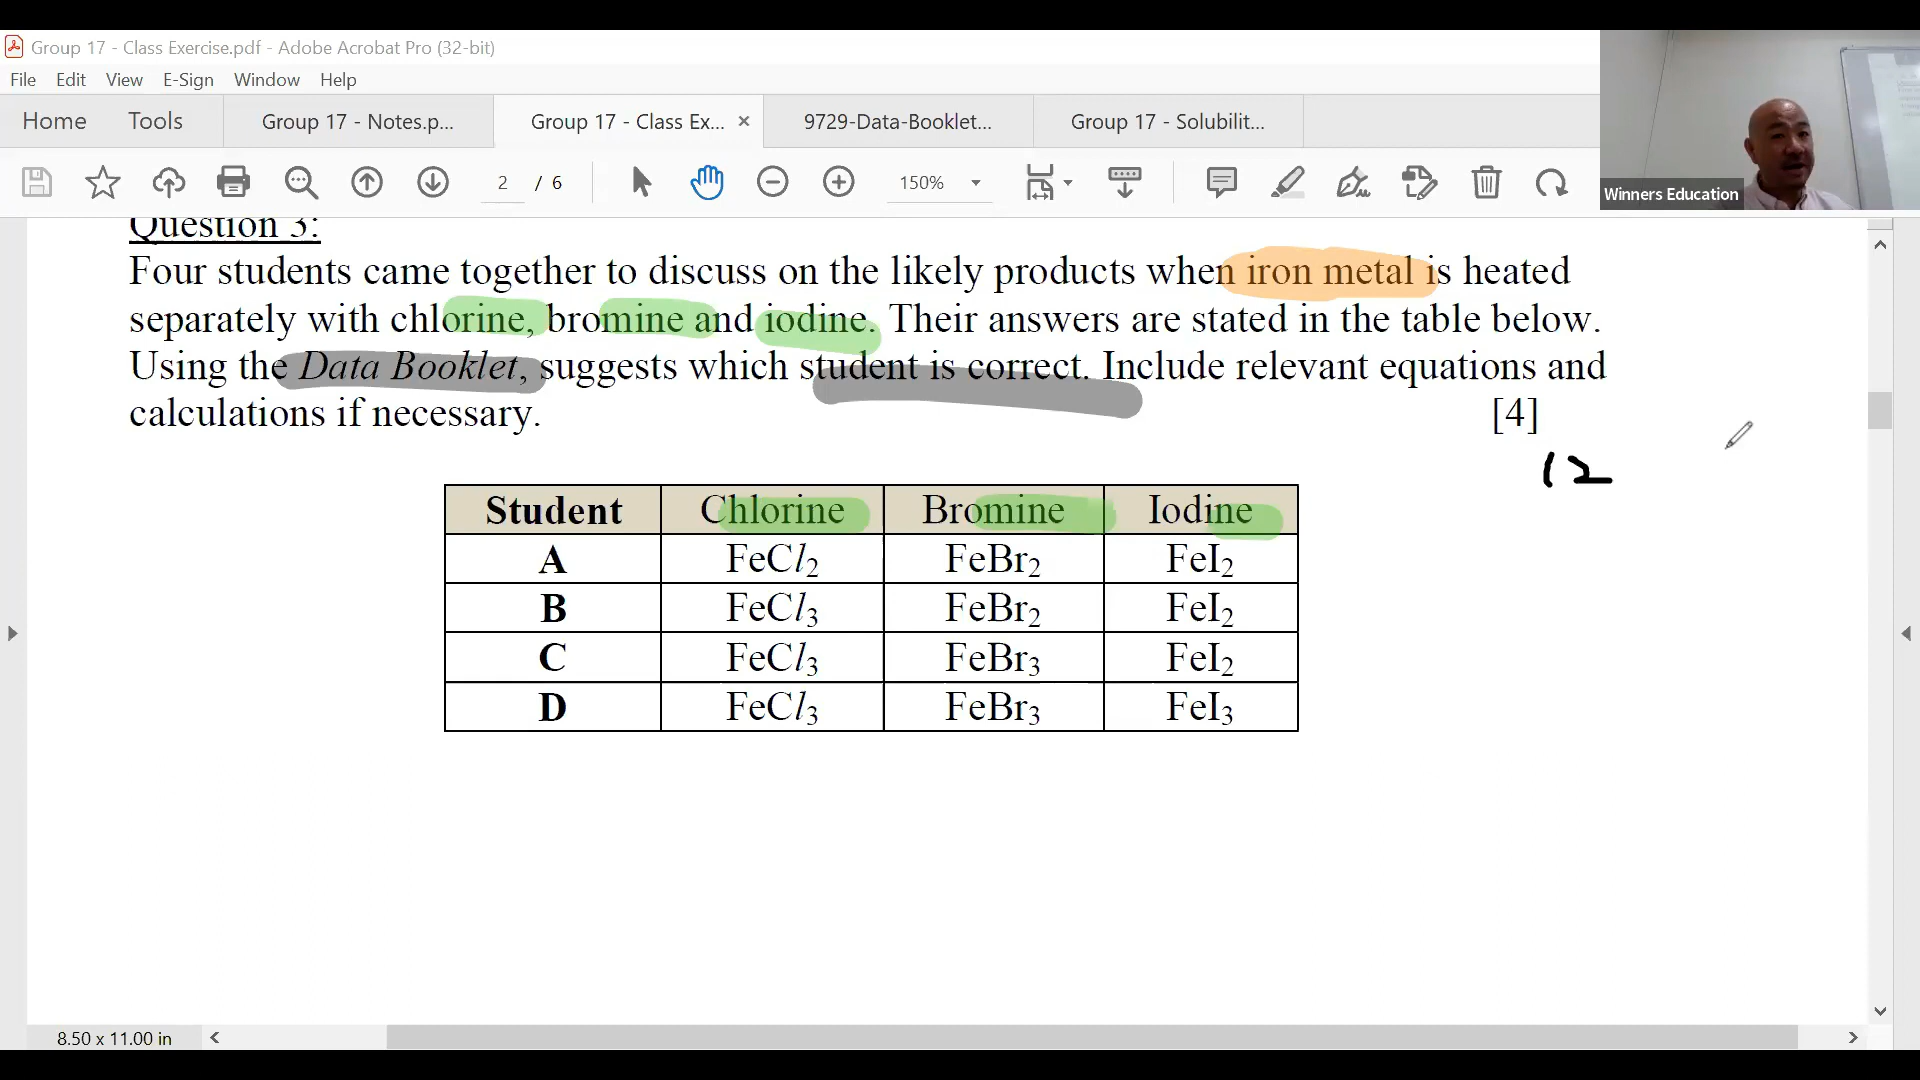 Group 17 - Class Exercise.pdf - Adobe Acrobat Pro (32-bit)
File Edit View E-Sign Window Help
Home Tools Group 17 - Notes.p... Group 17 - Class Ex... × 9729-Data-Booklet... Group 17 - Solubilit...
2 / 6 150%
Winners Education
Question 3:
Four students came together to discuss on the likely products when iron metal is heated
separately with chlorine, bromine and iodine. Their answers are stated in the table below.
Using the Data Booklet, suggests which student is correct. Include relevant equations and
calculations if necessary. [4]
12
Student Chlorine Bromine Iodine
A FeCl₂ FeBr₂ FeI₂
B FeCl₃ FeBr₂ FeI₂
C FeCl₃ FeBr₃ FeI₂
D FeCl₃ FeBr₃ FeI₃
8.50 x 11.00 in